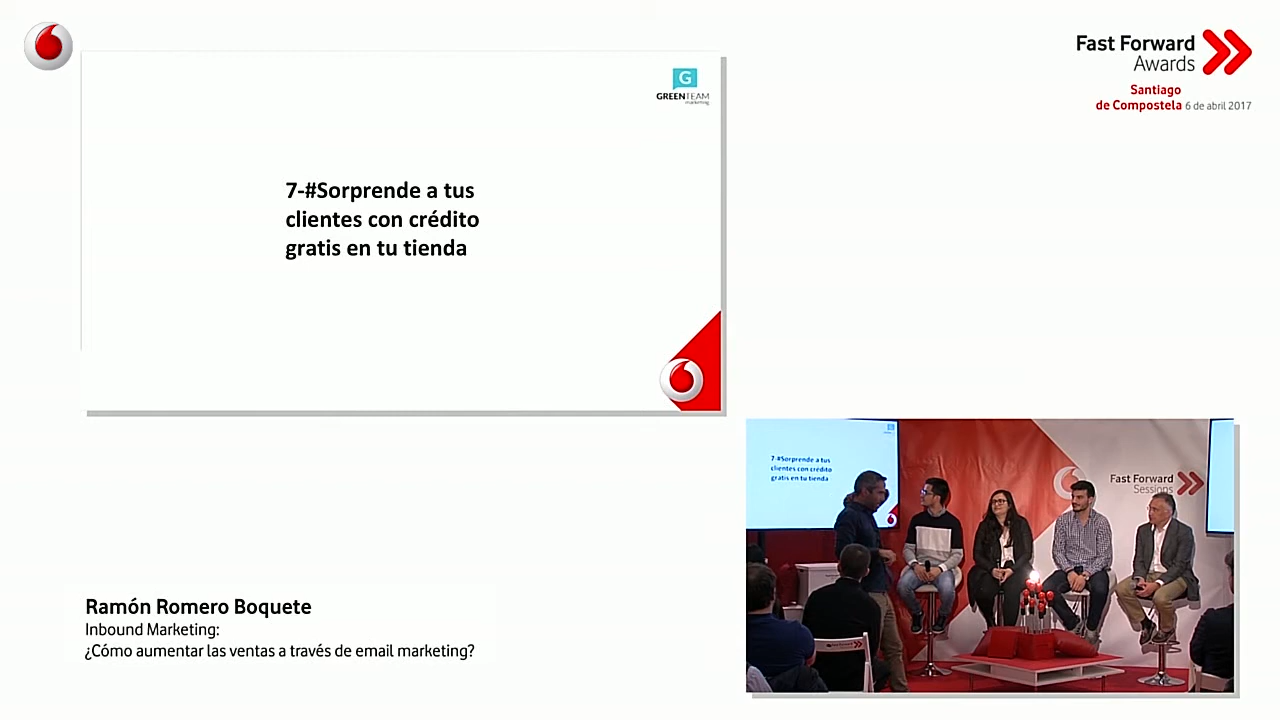 Fast Forward
Awards
Santiago
de Compostela 6 de abril 2017
G
GREENTEAM
marketing
7-#Sorprende a tus
clientes con crédito
gratis en tu tienda
7-#Sorprende a tus
clientes con crédito
gratis en tu tienda
Fast Forward
Sessions
Ramón Romero Boquete
Inbound Marketing:
¿Cómo aumentar las ventas a través de email marketing?